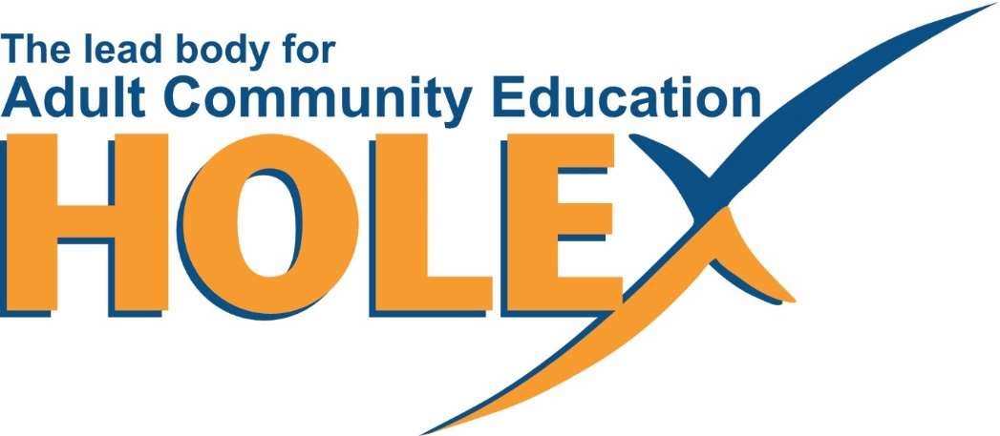 The lead body for
Adult Community Education
HOLEX